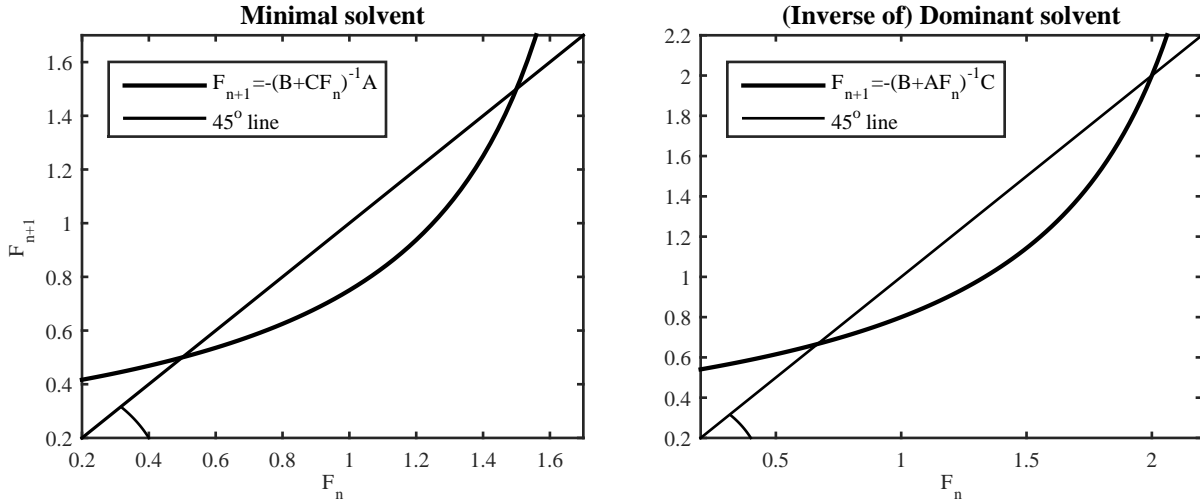 Minimal solvent
F_{n+1}=-(B+CF_n)^{-1}A
45° line
1.6
1.4
1.2
1
0.8
0.6
0.4
0.2
F_{n+1}
0.2 0.4 0.6 0.8 1 1.2 1.4 1.6
F_n
(Inverse of) Dominant solvent
F_{n+1}=-(B+AF_n)^{-1}C
45° line
2.2
2
1.8
1.6
1.4
1.2
1
0.8
0.6
0.4
0.2
0.5 1 1.5 2
F_n